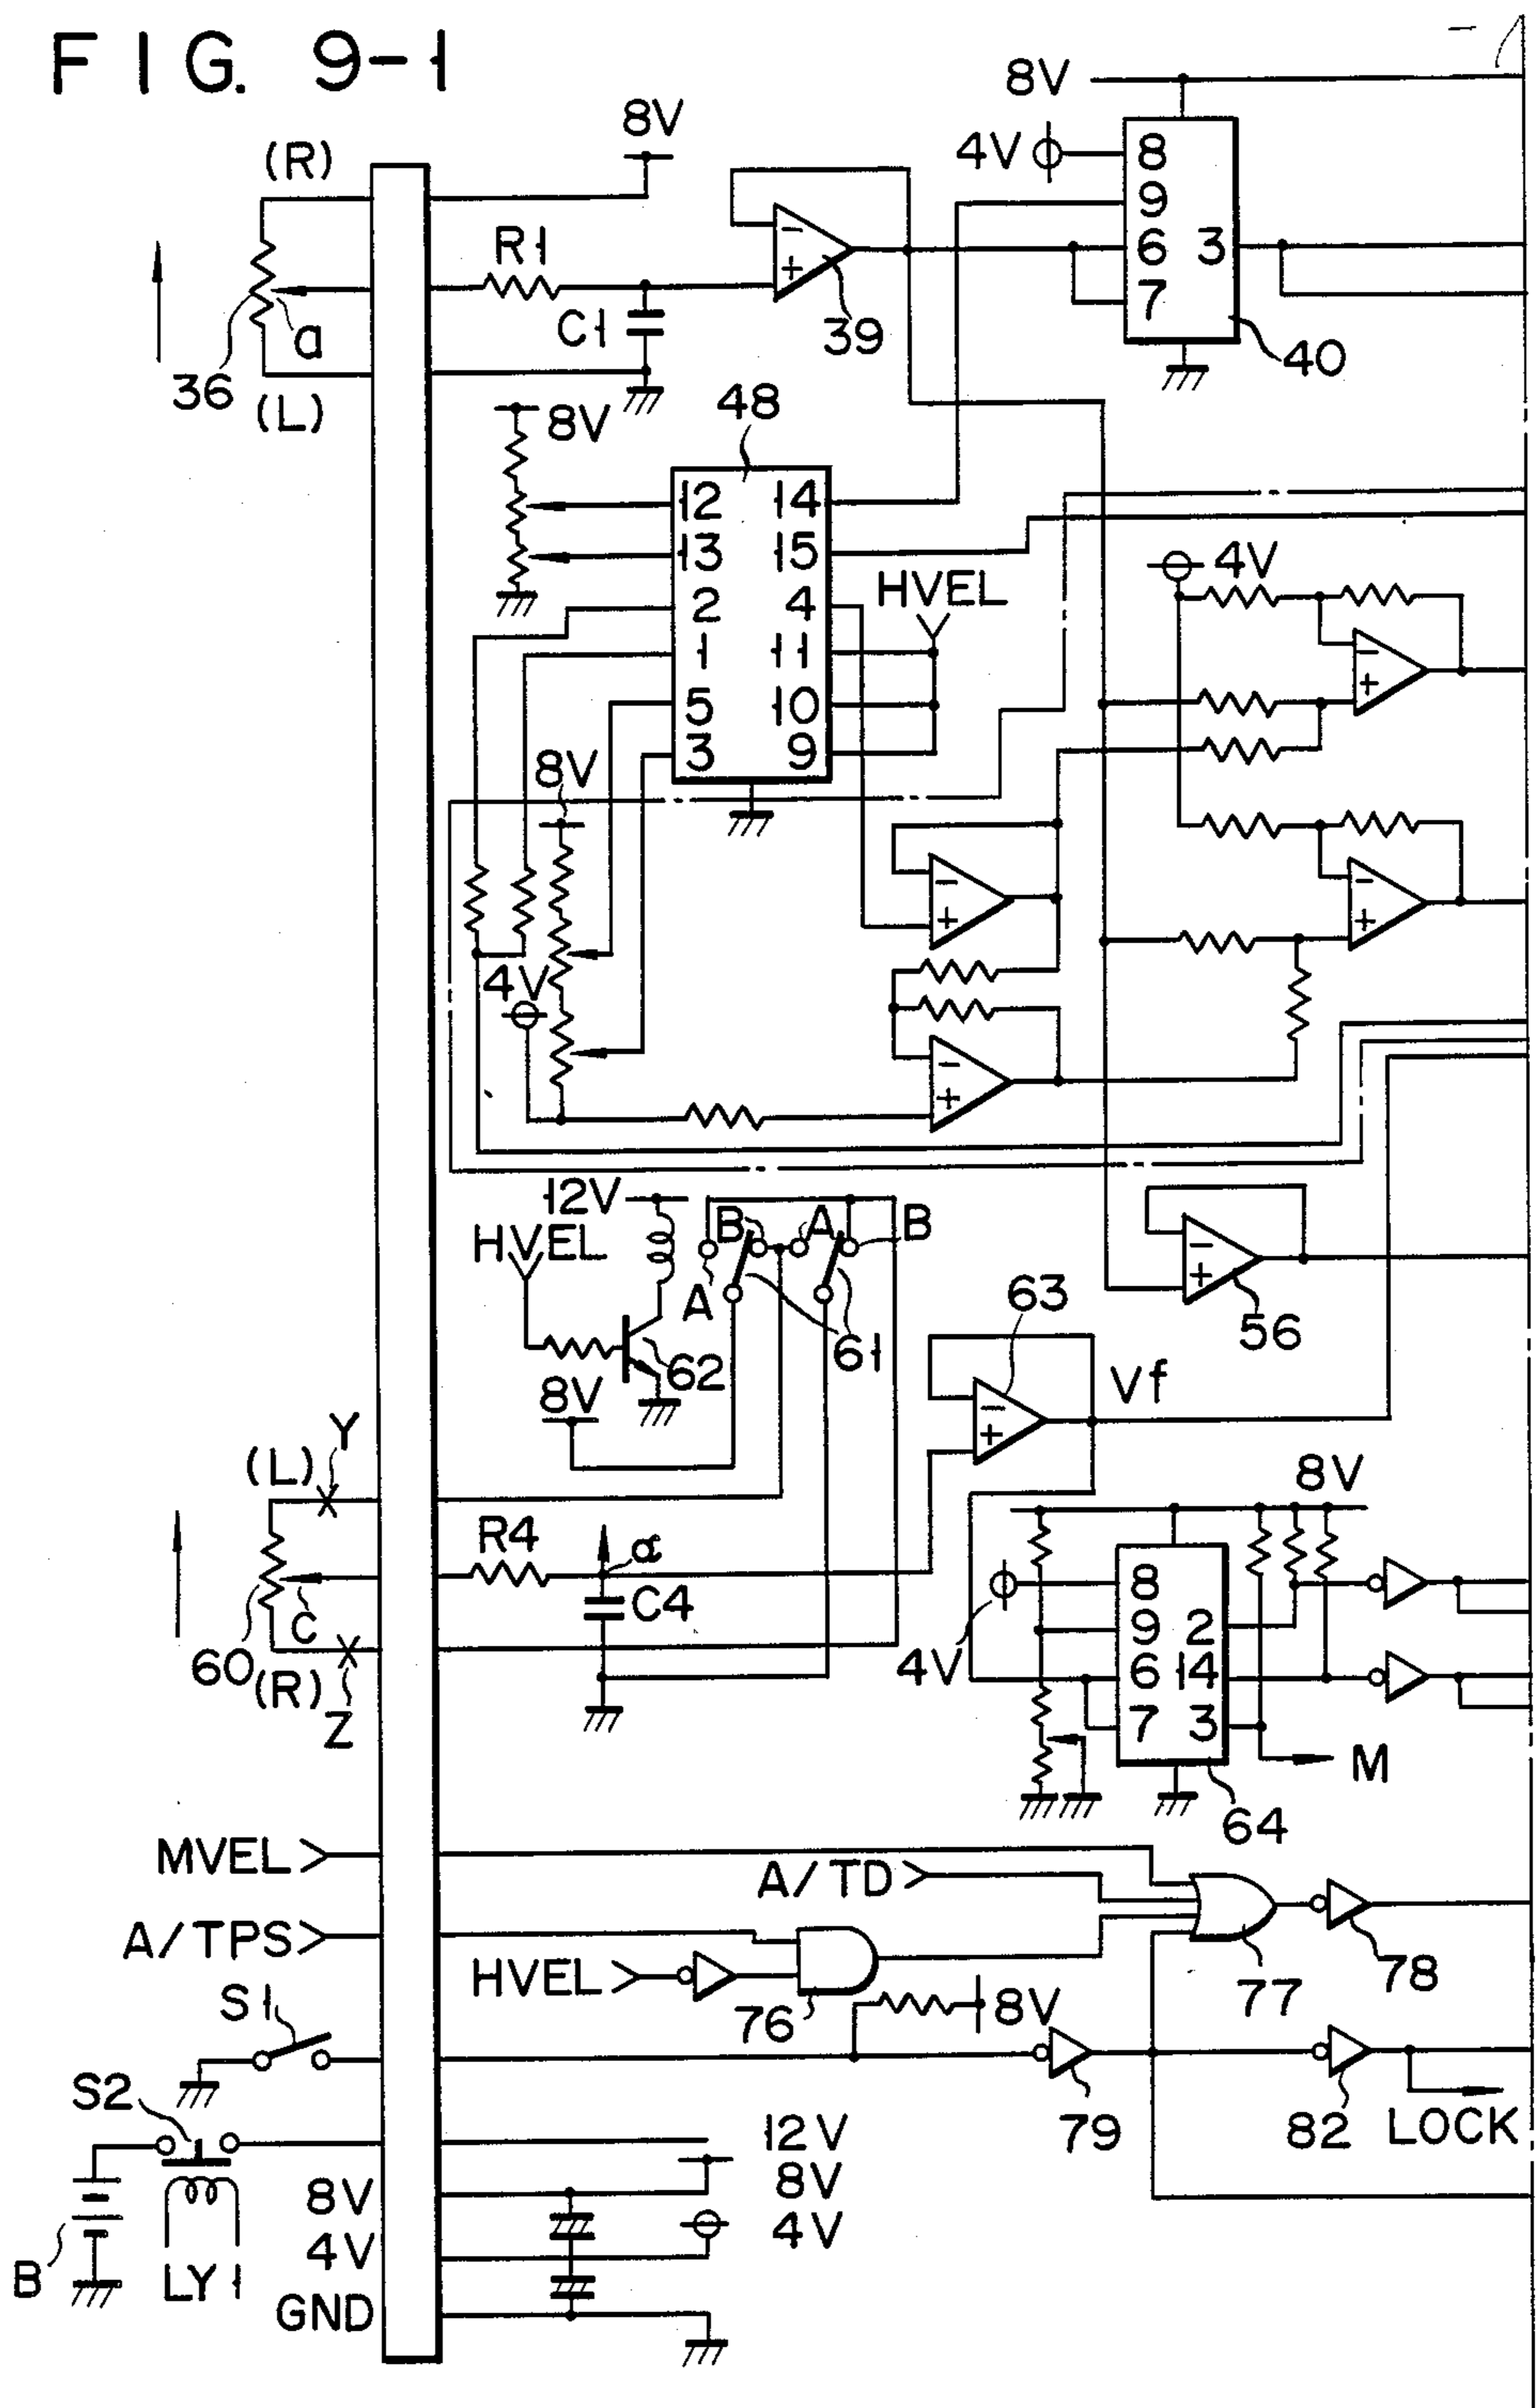 FIG. 9-1
8V
8V
(R)
4V
8
9
R1
6 3
7
a
C1
39
40
36
(L)
48
8V
12 14
13 15
4V
2 4
HVEL
1 11
5 10
8V
3 9
4V
12V
B A B
HVEL
A
63
56
61
62
Vf
8V
Y
(L)
8V
R4
α
8
C
C4
9 2
60
4V
6 14
(R)
7 3
Z
M
64
MVEL
A/TD
A/TPS
HVEL
78
77
S1
76
8V
S2
79
82
LOCK
12V
8V
8V
4V
4V
B
LY1
GND